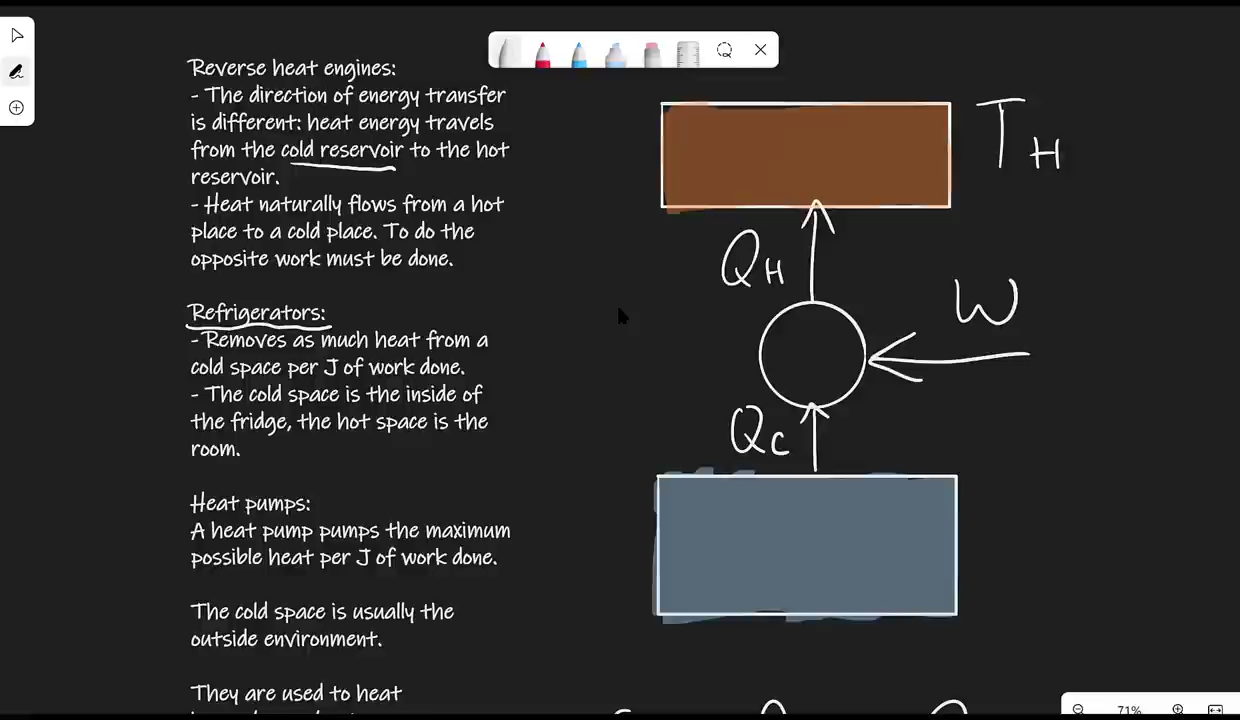 Reverse heat engines:
- The direction of energy transfer
is different: heat energy travels
from the cold reservoir to the hot
reservoir.
- Heat naturally flows from a hot
place to a cold place. To do the
opposite work must be done.
Refrigerators:
- Removes as much heat from a
cold space per J of work done.
- The cold space is the inside of
the fridge, the hot space is the
room.
Heat pumps:
A heat pump pumps the maximum
possible heat per J of work done.
The cold space is usually the
outside environment.
They are used to heat
TH
QH
W
QC
71%